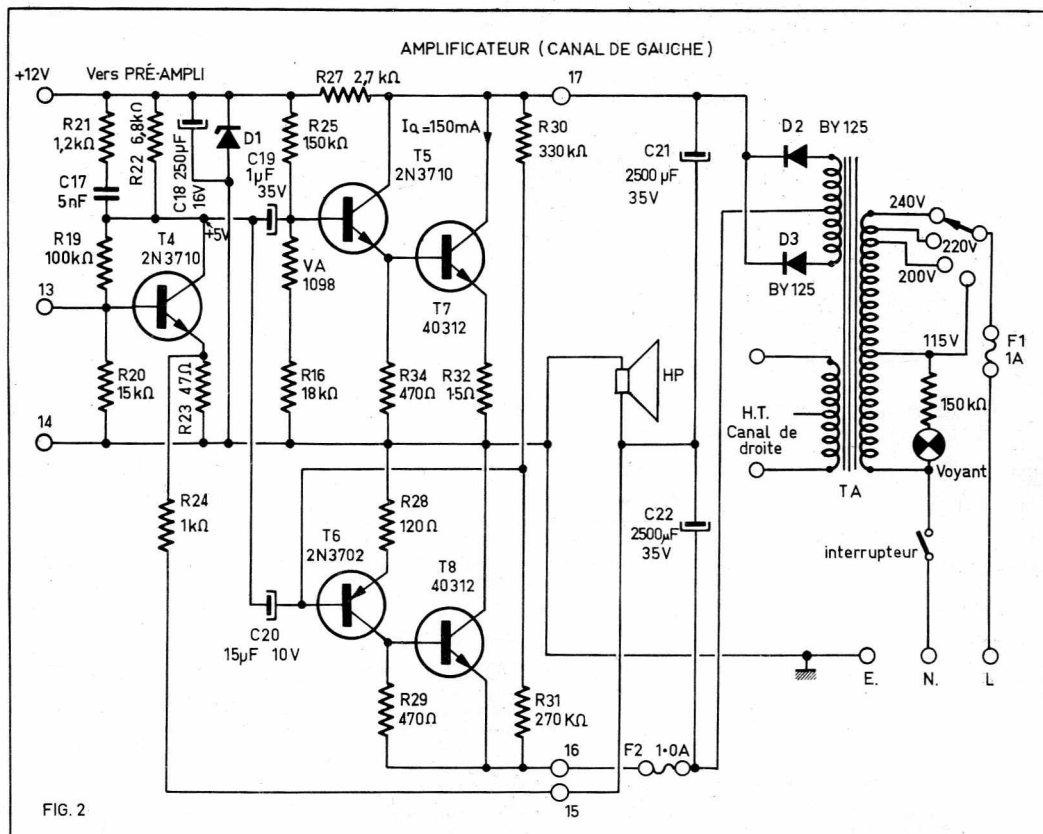 AMPLIFICATEUR (CANAL DE GAUCHE)
+12V
Vers PRÉ-AMPLI
R27 2,7 kΩ
17
R21
1,2kΩ
R22 6,8kΩ
C18 250µF
16V
D1
R25
150kΩ
C19
1µF
35V
T5
2N3710
Iq=150mA
R30
330kΩ
C21
2500 µF
35V
D2 BY 125
C17
5nF
+5V
R19
100kΩ
T4
2N3710
13
VA
1098
T7
40312
D3
BY 125
240V
220V
200V
115V
F1
1A
R20
15kΩ
R23 47Ω
R16
18kΩ
R34
470Ω
R32
1·5Ω
HP
H.T.
Canal de
droite
150kΩ
Voyant
TA
14
R24
1kΩ
R28
120Ω
T6
2N3702
T8
40312
C22
2500µF
35V
interrupteur
C20
15µF 10V
R29
470Ω
R31
270KΩ
E.
N.
L
16
F2 1·0A
15
FIG. 2